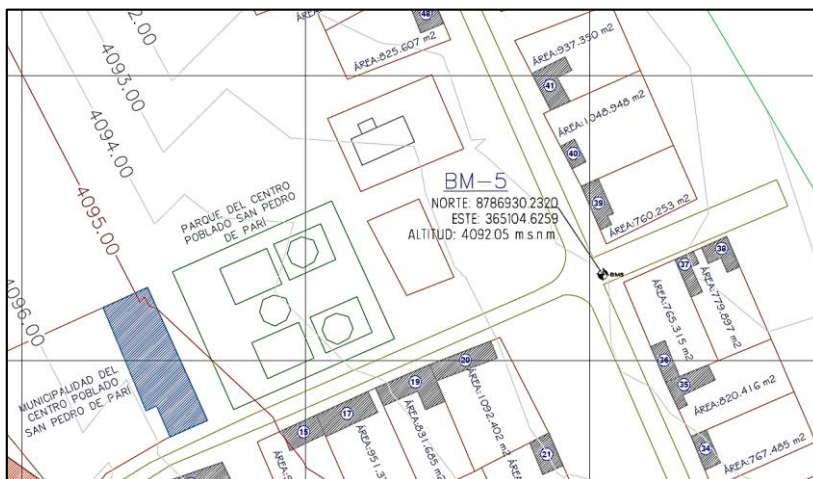 48
ÁREA:825.607 m2
ÁREA:937.350 m2
41
ÁREA:1048.948 m2
40
39
ÁREA:760.253 m2
4093.00
4094.00
4095.00
4096.00
PARQUE DEL CENTRO
POBLADO SAN PEDRO
DE PARÍ
BM-5
NORTE: 8786930.2320
ESTE: 365104.6259
ALTITUD: 4092.05 m.s.n.m
BM5
37
38
ÁREA:765.315 m2
ÁREA:779.897 m2
36
35
ÁREA:820.416 m2
34
ÁREA:767.485 m2
MUNICIPALIDAD DEL
CENTRO POBLADO
SAN PEDRO DE PARÍ
15
17
19
20
21
ÁREA:831.685 m2
ÁREA:1092.402 m2